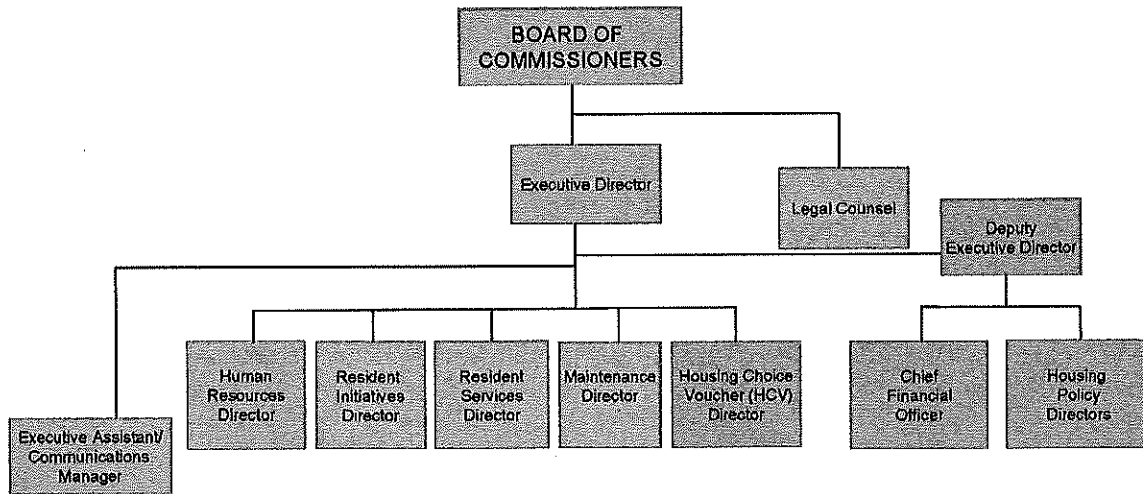 BOARD OF
COMMISSIONERS
Executive Director
Legal Counsel
Deputy
Executive Director
Human
Resources
Director
Resident
Initiatives
Director
Resident
Services
Director
Maintenance
Director
Housing Choice
Voucher (HCV)
Director
Chief
Financial
Officer
Housing
Policy
Directors
Executive Assistant/
Communications
Manager